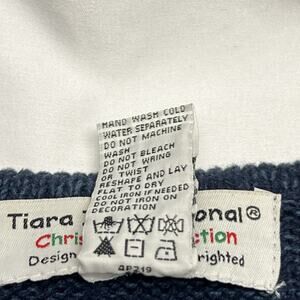 HAND WASH COLD
WATER SEPARATELY
DO NOT MACHINE
WASH
DO NOT BLEACH
DO NOT WRING
OR TWIST
RESHAPE AND LAY
FLAT TO DRY
COOL IRON IF NEEDED
DO NOT IRON ON
DECORATION
AP219
Tiara onal®
Chris ction
Design righted